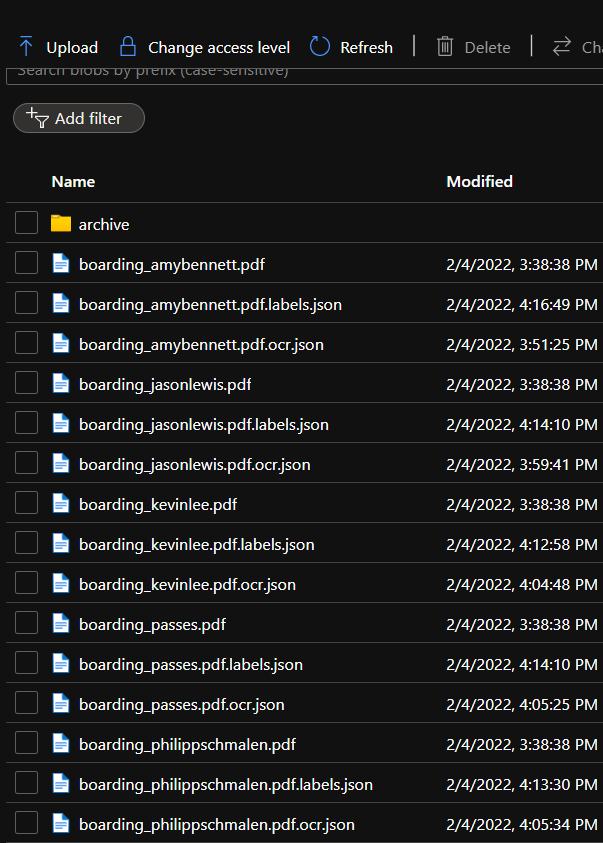 Upload Change access level Refresh Delete
Search blobs by prefix (case-sensitive)
Add filter
Name Modified
archive
boarding_amybennett.pdf 2/4/2022, 3:38:38 PM
boarding_amybennett.pdf.labels.json 2/4/2022, 4:16:49 PM
boarding_amybennett.pdf.ocr.json 2/4/2022, 3:51:25 PM
boarding_jasonlewis.pdf 2/4/2022, 3:38:38 PM
boarding_jasonlewis.pdf.labels.json 2/4/2022, 4:14:10 PM
boarding_jasonlewis.pdf.ocr.json 2/4/2022, 3:59:41 PM
boarding_kevinlee.pdf 2/4/2022, 3:38:38 PM
boarding_kevinlee.pdf.labels.json 2/4/2022, 4:12:58 PM
boarding_kevinlee.pdf.ocr.json 2/4/2022, 4:04:48 PM
boarding_passes.pdf 2/4/2022, 3:38:38 PM
boarding_passes.pdf.labels.json 2/4/2022, 4:14:10 PM
boarding_passes.pdf.ocr.json 2/4/2022, 4:05:25 PM
boarding_philippschmalen.pdf 2/4/2022, 3:38:38 PM
boarding_philippschmalen.pdf.labels.json 2/4/2022, 4:13:30 PM
boarding_philippschmalen.pdf.ocr.json 2/4/2022, 4:05:34 PM